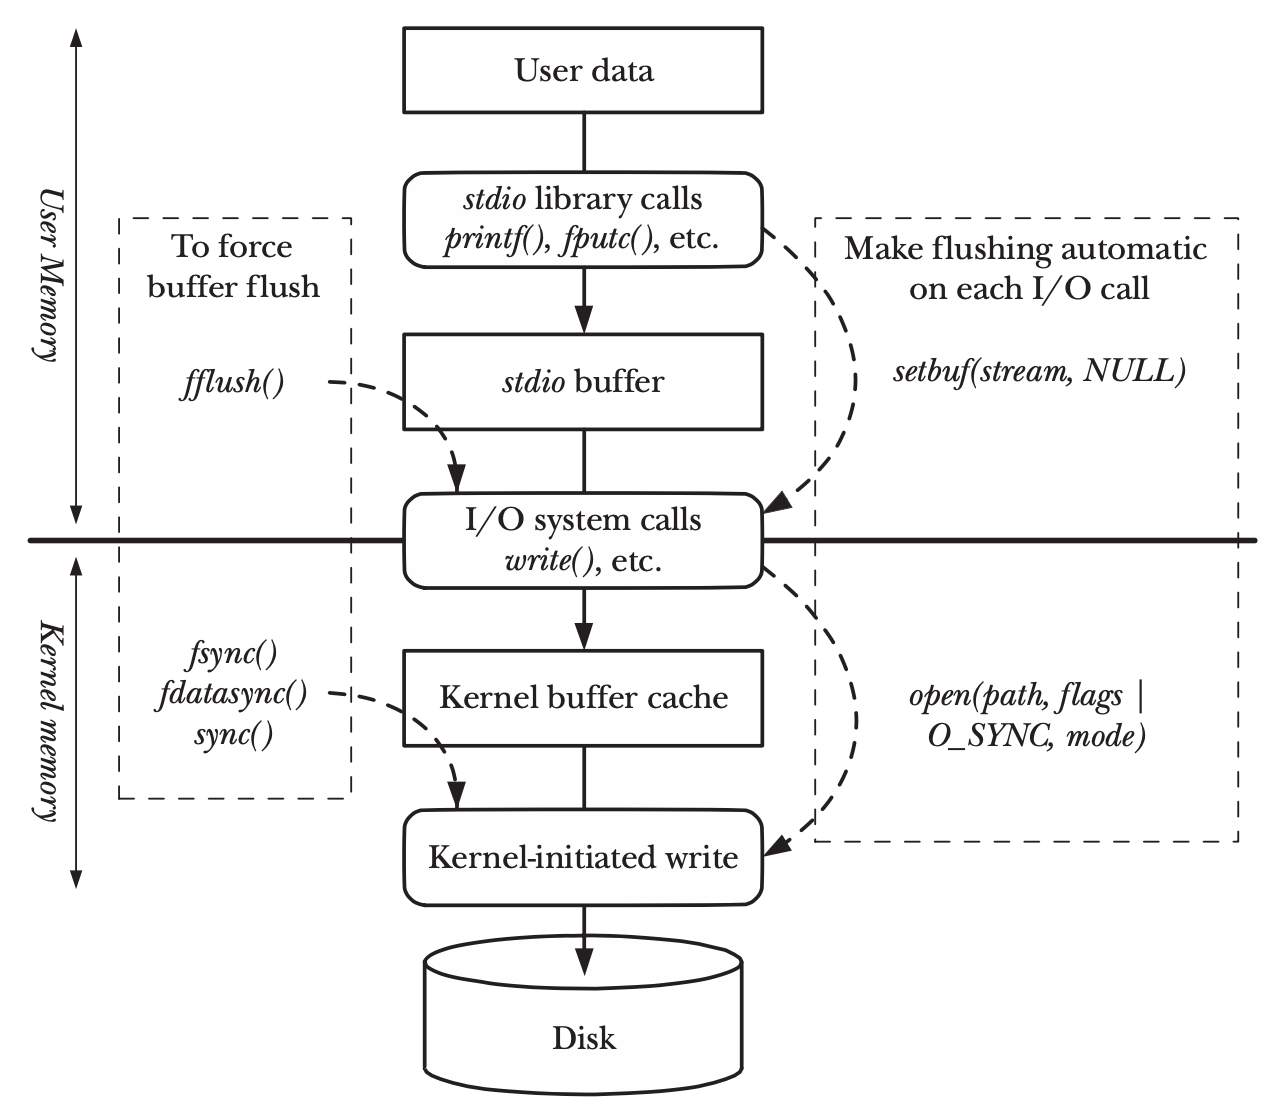 User data
User Memory
stdio library calls
printf(), fputc(), etc.
To force
buffer flush
Make flushing automatic
on each I/O call
fflush()
stdio buffer
setbuf(stream, NULL)
I/O system calls
write(), etc.
Kernel memory
fsync()
fdatasync()
sync()
Kernel buffer cache
open(path, flags |
O_SYNC, mode)
Kernel-initiated write
Disk